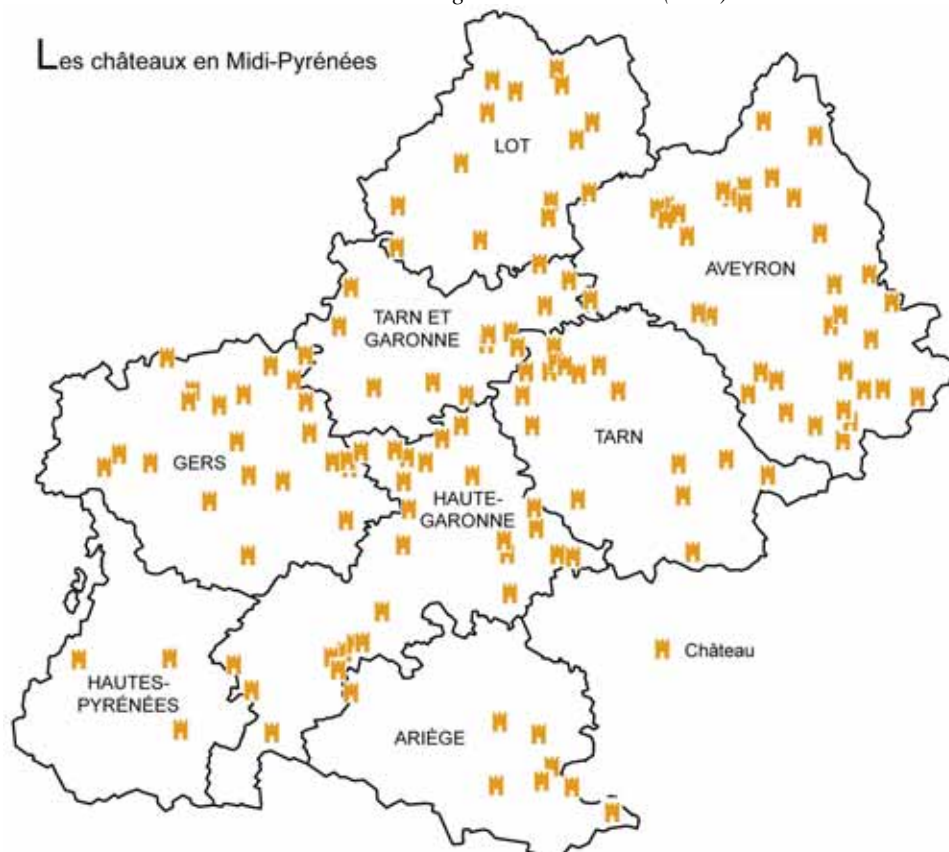 Les châteaux en Midi-Pyrénées
LOT
AVEYRON
TARN ET
GARONNE
TARN
GERS
HAUTE-
GARONNE
Château
HAUTES-
PYRÉNÉES
ARIÈGE